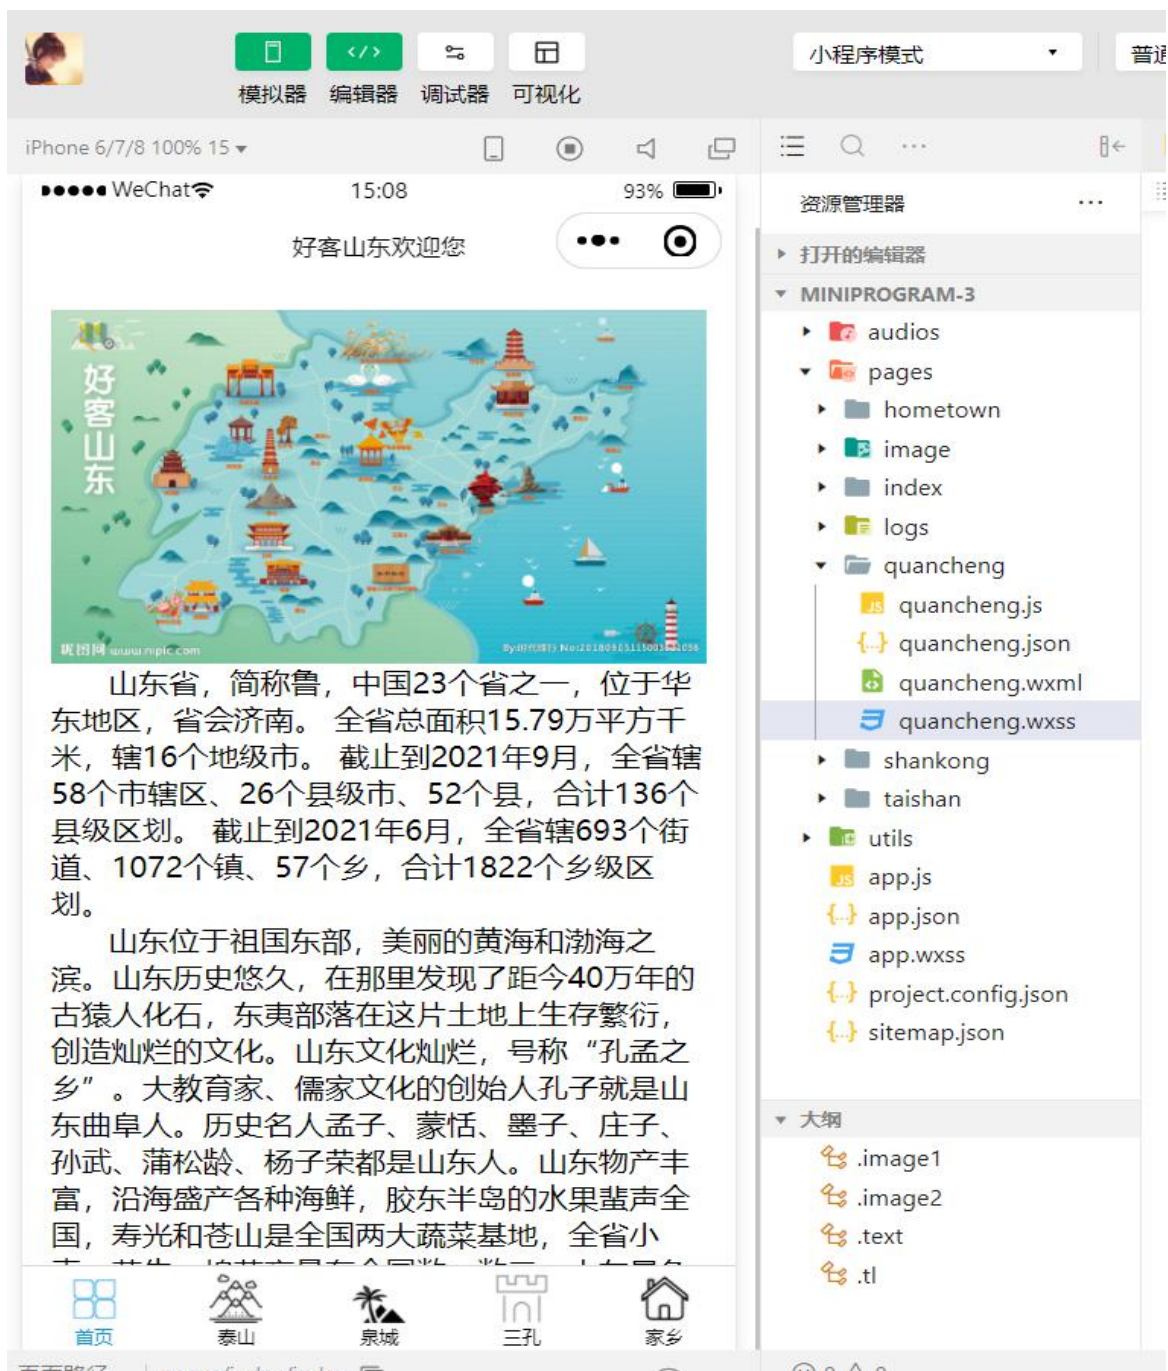 小程序模式
普通
模拟器 编辑器 调试器 可视化
iPhone 6/7/8 100% 15
WeChat 15:08 93%
好客山东欢迎您
好客山东
昵图网 www.nipic.com
山东省，简称鲁，中国23个省之一，位于华
东地区，省会济南。 全省总面积15.79万平方千
米，辖16个地级市。 截止到2021年9月，全省辖
58个市辖区、26个县级市、52个县，合计136个
县级区划。 截止到2021年6月，全省辖693个街
道、1072个镇、57个乡，合计1822个乡级区
划。
山东位于祖国东部，美丽的黄海和渤海之
滨。山东历史悠久，在那里发现了距今40万年的
古猿人化石，东夷部落在这片土地上生存繁衍，
创造灿烂的文化。山东文化灿烂，号称“孔孟之
乡”。大教育家、儒家文化的创始人孔子就是山
东曲阜人。历史名人孟子、蒙恬、墨子、庄子、
孙武、蒲松龄、杨子荣都是山东人。山东物产丰
富，沿海盛产各种海鲜，胶东半岛的水果蜚声全
国，寿光和苍山是全国两大蔬菜基地，全省小
首页 泰山 泉城 三孔 家乡
资源管理器
打开的编辑器
MINIPROGRAM-3
audios
pages
hometown
image
index
logs
quancheng
quancheng.js
quancheng.json
quancheng.wxml
quancheng.wxss
shankong
taishan
utils
app.js
app.json
app.wxss
project.config.json
sitemap.json
大纲
.image1
.image2
.text
.tl